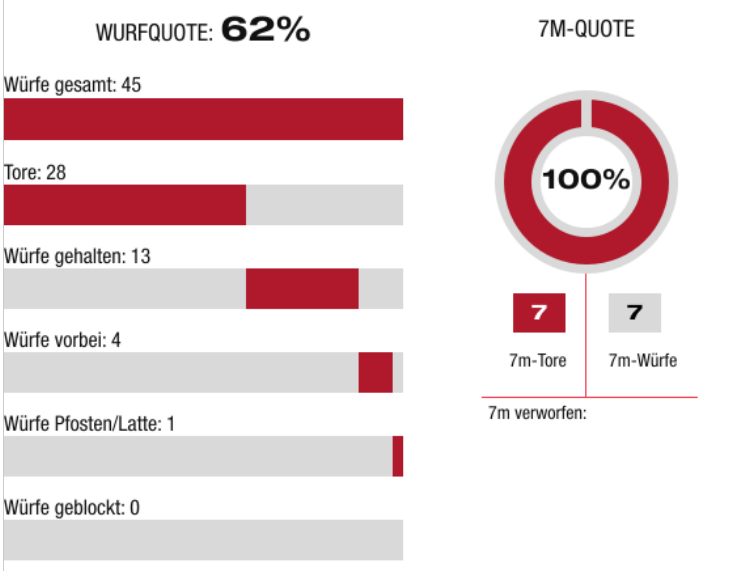 WURFQUOTE: 62%
Würfe gesamt: 45
Tore: 28
Würfe gehalten: 13
Würfe vorbei: 4
Würfe Pfosten/Latte: 1
Würfe geblockt: 0
7M-QUOTE
100%
7 7
7m-Tore 7m-Würfe
7m verworfen: